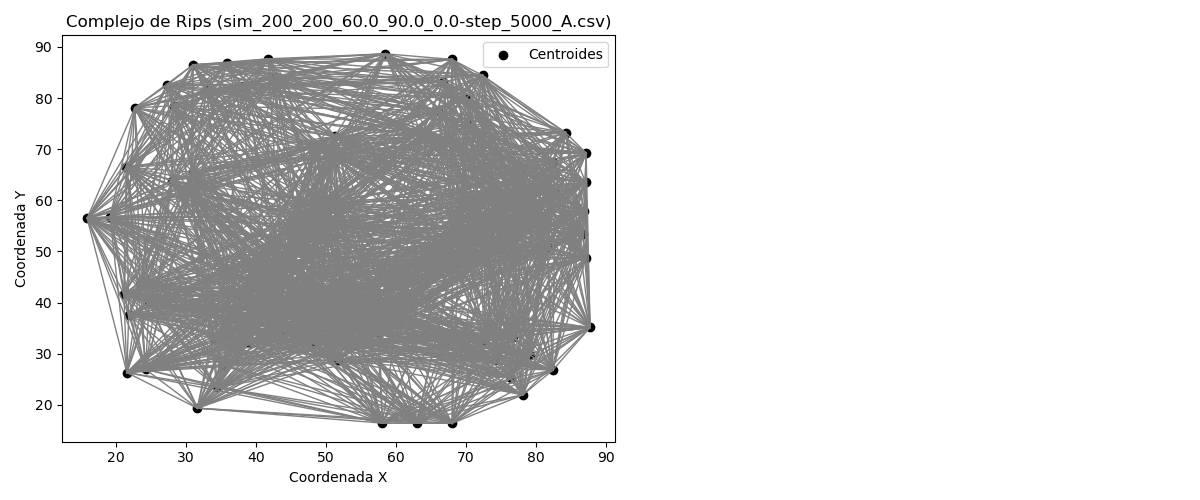 Complejo de Rips (sim_200_200_60.0_90.0_0.0-step_5000_A.csv)
Centroides
90
80
70
60
50
40
30
20
Coordenada Y
20 30 40 50 60 70 80 90
Coordenada X